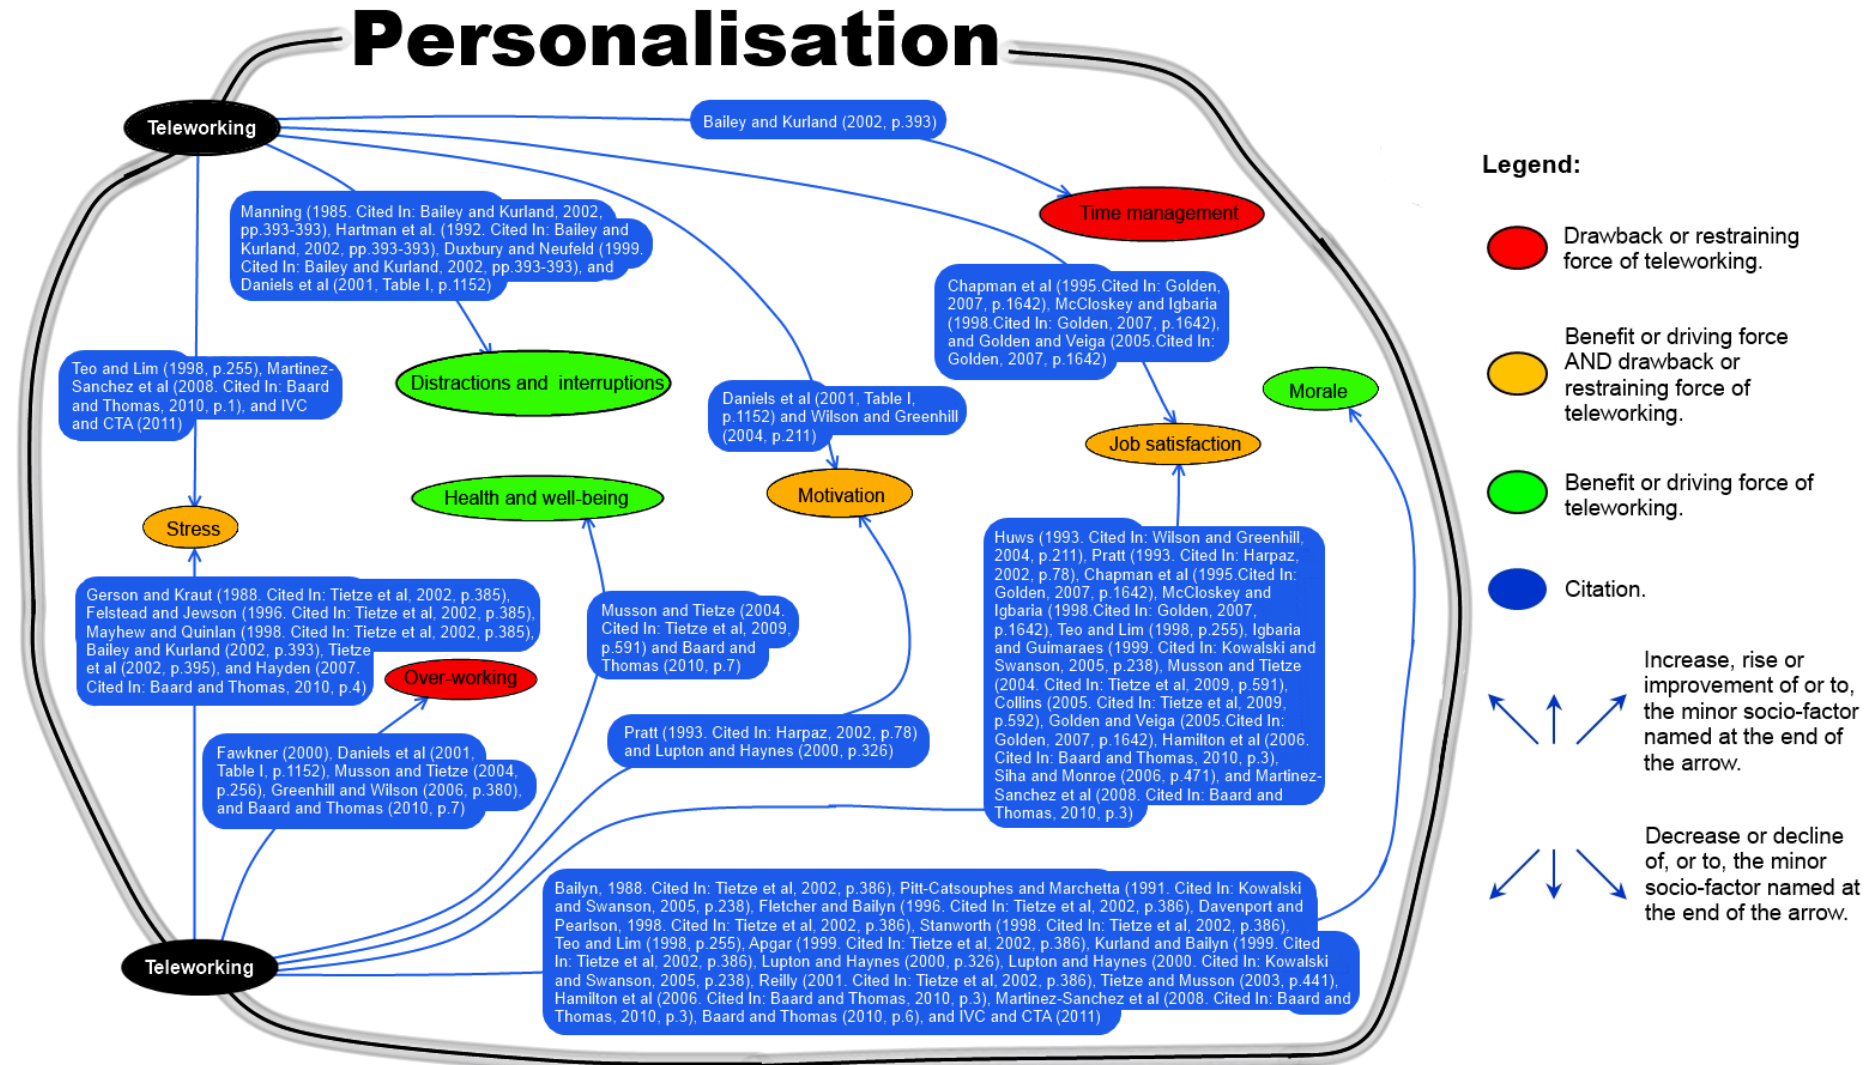 Personalisation
Teleworking
Bailey and Kurland (2002, p.393)
Time management
Manning (1985. Cited In: Bailey and Kurland, 2002,
pp.393-393), Hartman et al. (1992. Cited In: Bailey and
Kurland, 2002, pp.393-393), Duxbury and Neufeld (1999.
Cited In: Bailey and Kurland, 2002, pp.393-393), and
Daniels et al (2001, Table I, p.1152)
Chapman et al (1995.Cited In: Golden,
2007, p.1642), McCloskey and Igbaria
(1998.Cited In: Golden, 2007, p.1642),
and Golden and Veiga (2005.Cited In:
Golden, 2007, p.1642)
Teo and Lim (1998, p.255), Martinez-
Sanchez et al (2008. Cited In: Baard
and Thomas, 2010, p.1), and IVC
and CTA (2011)
Distractions and interruptions
Daniels et al (2001, Table I,
p.1152) and Wilson and Greenhill
(2004, p.211)
Morale
Job satisfaction
Health and well-being
Motivation
Stress
Gerson and Kraut (1988. Cited In: Tietze et al, 2002, p.385),
Felstead and Jewson (1996. Cited In: Tietze et al, 2002, p.385),
Mayhew and Quinlan (1998. Cited In: Tietze et al, 2002, p.385),
Bailey and Kurland (2002, p.393), Tietze
et al (2002, p.395), and Hayden (2007.
Cited In: Baard and Thomas, 2010, p.4)
Over-working
Musson and Tietze (2004.
Cited In: Tietze et al, 2009,
p.591) and Baard and
Thomas (2010, p.7)
Huws (1993. Cited In: Wilson and Greenhill,
2004, p.211), Pratt (1993. Cited In: Harpaz,
2002, p.78), Chapman et al (1995.Cited In:
Golden, 2007, p.1642), McCloskey and
Igbaria (1998.Cited In: Golden, 2007,
p.1642), Teo and Lim (1998, p.255), Igbaria
and Guimaraes (1999. Cited In: Kowalski and
Swanson, 2005, p.238), Musson and Tietze
(2004. Cited In: Tietze et al, 2009, p.591),
Collins (2005. Cited In: Tietze et al, 2009,
p.592), Golden and Veiga (2005.Cited In:
Golden, 2007, p.1642), Hamilton et al (2006.
Cited In: Baard and Thomas, 2010, p.3),
Siha and Monroe (2006, p.471), and Martinez-
Sanchez et al (2008. Cited In: Baard and
Thomas, 2010, p.3)
Fawkner (2000), Daniels et al (2001,
Table I, p.1152), Musson and Tietze (2004,
p.256), Greenhill and Wilson (2006, p.380),
and Baard and Thomas (2010, p.7)
Pratt (1993. Cited In: Harpaz, 2002, p.78)
and Lupton and Haynes (2000, p.326)
Teleworking
Bailyn, 1988. Cited In: Tietze et al, 2002, p.386), Pitt-Catsouphes and Marchetta (1991. Cited In: Kowalski
and Swanson, 2005, p.238), Fletcher and Bailyn (1996. Cited In: Tietze et al, 2002, p.386), Davenport and
Pearlson, 1998. Cited In: Tietze et al, 2002, p.386), Stanworth (1998. Cited In: Tietze et al, 2002, p.386),
Teo and Lim (1998, p.255), Apgar (1999. Cited In: Tietze et al, 2002, p.386), Kurland and Bailyn (1999. Cited
In: Tietze et al, 2002, p.386), Lupton and Haynes (2000, p.326), Lupton and Haynes (2000. Cited In: Kowalski
and Swanson, 2005, p.238), Reilly (2001. Cited In: Tietze et al, 2002, p.386), Tietze and Musson (2003, p.441),
Hamilton et al (2006. Cited In: Baard and Thomas, 2010, p.3), Martinez-Sanchez et al (2008. Cited In: Baard and
Thomas, 2010, p.3), Baard and Thomas (2010, p.6), and IVC and CTA (2011)
Legend:
Drawback or restraining
force of teleworking.
Benefit or driving force
AND drawback or
restraining force of
teleworking.
Benefit or driving force of
teleworking.
Citation.
Increase, rise or
improvement of or to,
the minor socio-factor
named at the end of
the arrow.
Decrease or decline
of, or to, the minor
socio-factor named at
the end of the arrow.